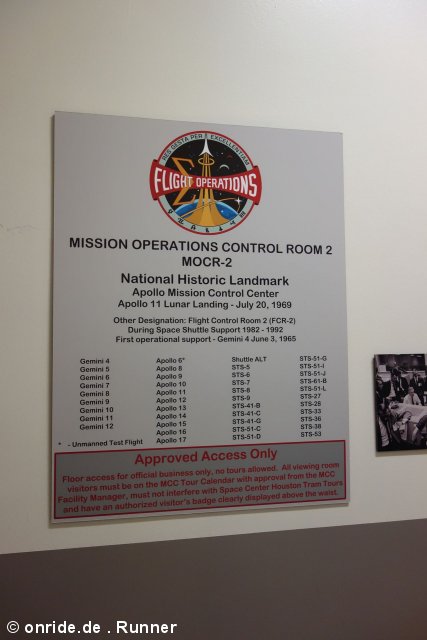 RES GESTA PER EXCELLENTIAM
FLIGHT OPERATIONS
MISSION OPERATIONS CONTROL ROOM 2
MOCR-2
National Historic Landmark
Apollo Mission Control Center
Apollo 11 Lunar Landing - July 20, 1969
Other Designation: Flight Control Room 2 (FCR-2)
During Space Shuttle Support 1982 - 1992
First operational support - Gemini 4 June 3, 1965
Gemini 4
Gemini 5
Gemini 6
Gemini 7
Gemini 8
Gemini 9
Gemini 10
Gemini 11
Gemini 12
* - Unmanned Test Flight
Apollo 6*
Apollo 8
Apollo 9
Apollo 10
Apollo 11
Apollo 12
Apollo 13
Apollo 14
Apollo 15
Apollo 16
Apollo 17
Shuttle ALT
STS-5
STS-6
STS-7
STS-8
STS-9
STS-41-B
STS-41-C
STS-41-G
STS-51-C
STS-51-D
STS-51-G
STS-51-I
STS-51-J
STS-61-B
STS-51-L
STS-27
STS-28
STS-33
STS-36
STS-38
STS-53
Approved Access Only
Floor access for official business only, no tours allowed. All viewing room
visitors must be on the MCC Tour Calendar with approval from the MCC
Facility Manager, must not interfere with Space Center Houston Tram Tours
and have an authorized visitor's badge clearly displayed above the waist.
© onride.de . Runner